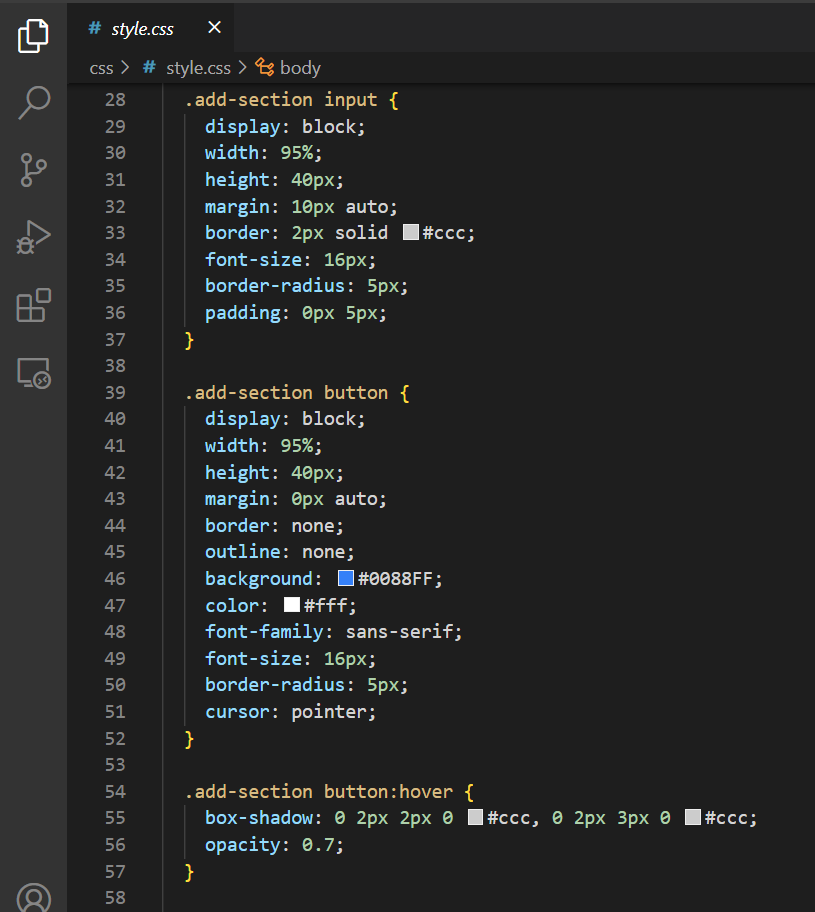 # style.css ×
css > # style.css > body
28 .add-section input {
29 display: block;
30 width: 95%;
31 height: 40px;
32 margin: 10px auto;
33 border: 2px solid #ccc;
34 font-size: 16px;
35 border-radius: 5px;
36 padding: 0px 5px;
37 }
38
39 .add-section button {
40 display: block;
41 width: 95%;
42 height: 40px;
43 margin: 0px auto;
44 border: none;
45 outline: none;
46 background: #0088FF;
47 color: #fff;
48 font-family: sans-serif;
49 font-size: 16px;
50 border-radius: 5px;
51 cursor: pointer;
52 }
53
54 .add-section button:hover {
55 box-shadow: 0 2px 2px 0 #ccc, 0 2px 3px 0 #ccc;
56 opacity: 0.7;
57 }
58